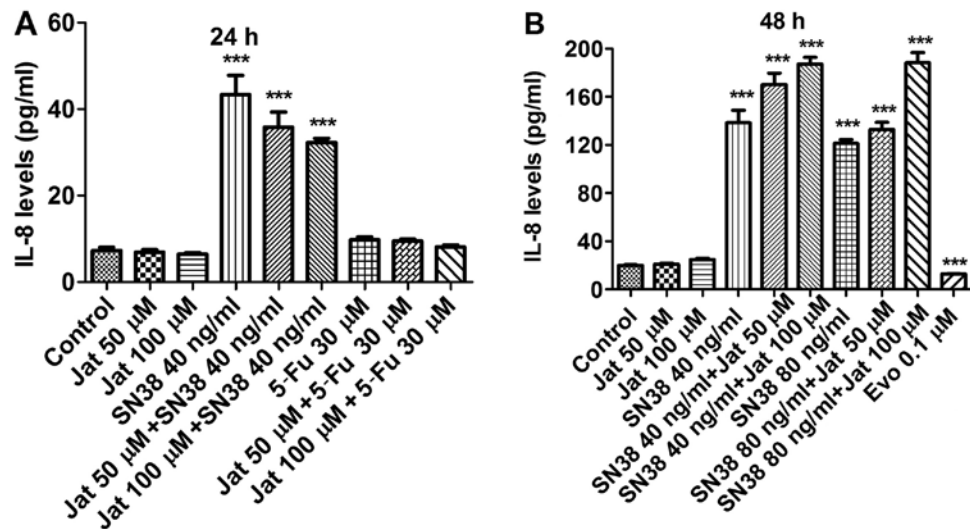 A
24 h
IL-8 levels (pg/ml)
60
40
20
0
***
***
***
Control
Jat 50 µM
Jat 100 µM
SN38 40 ng/ml
Jat 50 µM +SN38 40 ng/ml
Jat 100 µM +SN38 40 ng/ml
5-Fu 30 µM
Jat 50 µM +5-Fu 30 µM
Jat 100 µM +5-Fu 30 µM
B
48 h
IL-8 levels (pg/ml)
200
160
120
80
40
0
***
***
***
***
***
***
***
Control
Jat 50 µM
Jat 100 µM
SN38 40 ng/ml
SN38 40 ng/ml+Jat 50 µM
SN38 40 ng/ml+Jat 100 µM
SN38 80 ng/ml
SN38 80 ng/ml+Jat 50 µM
SN38 80 ng/ml+Jat 100 µM
Evo 0.1 µM